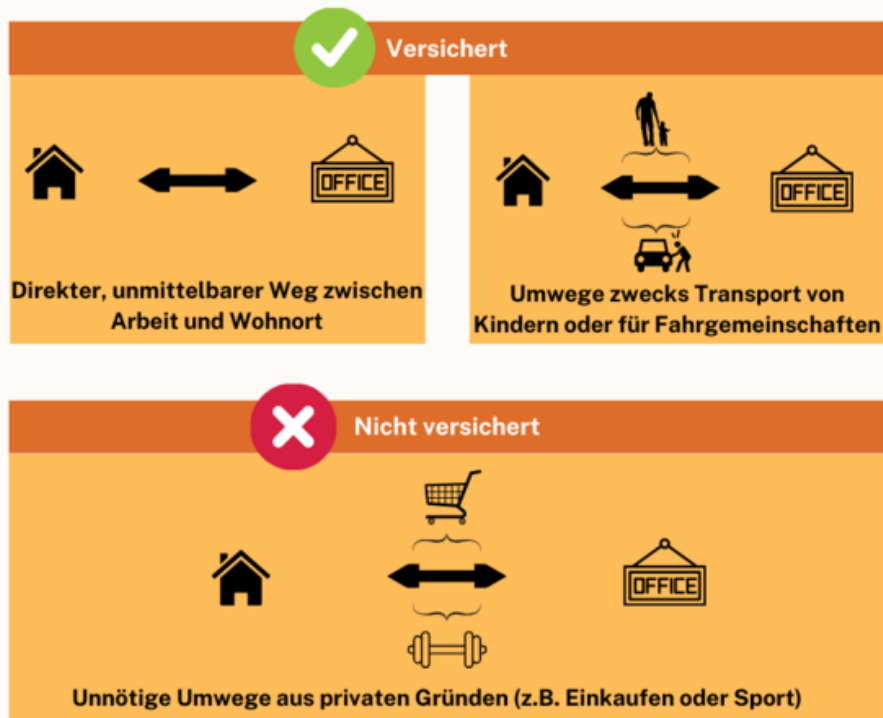 Versichert
OFFICE
Direkter, unmittelbarer Weg zwischen
Arbeit und Wohnort
OFFICE
Umwege zwecks Transport von
Kindern oder für Fahrgemeinschaften
Nicht versichert
OFFICE
Unnötige Umwege aus privaten Gründen (z.B. Einkaufen oder Sport)